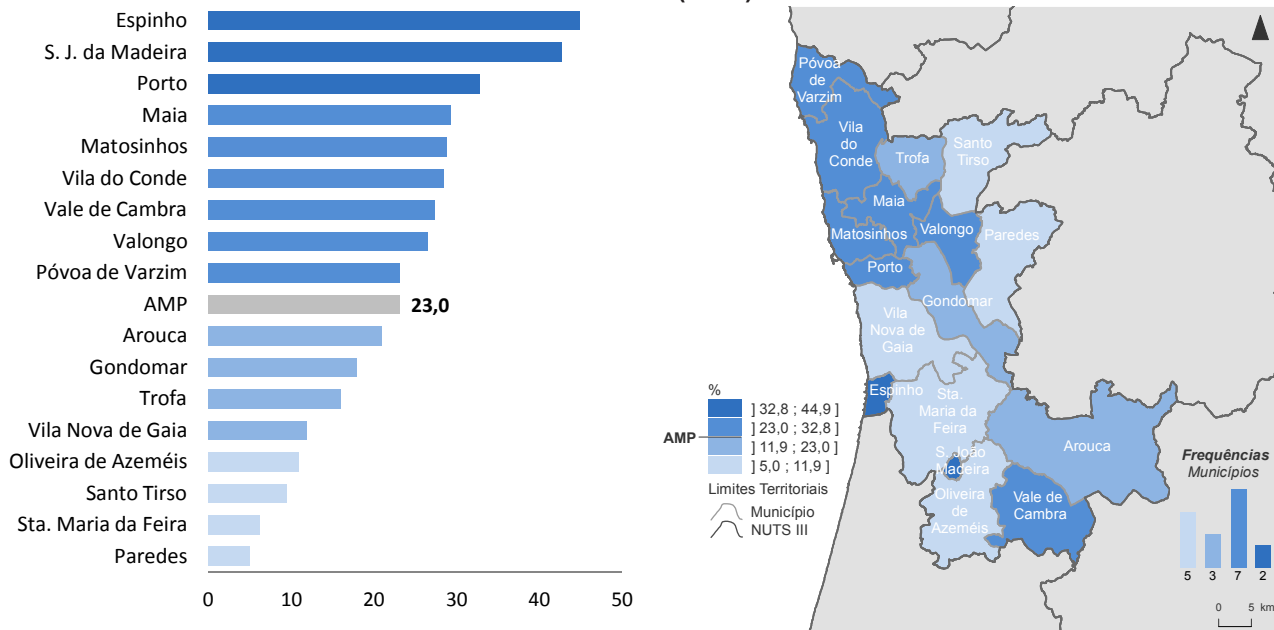 Espinho
S. J. da Madeira
Porto
Maia
Matosinhos
Vila do Conde
Vale de Cambra
Valongo
Póvoa de Varzim
AMP 23,0
Arouca
Gondomar
Trofa
Vila Nova de Gaia
Oliveira de Azeméis
Santo Tirso
Sta. Maria da Feira
Paredes
0 10 20 30 40 50
Póvoa
de
Varzim
Vila
do
Conde
Trofa
Santo
Tirso
Maia
Matosinhos
Valongo
Paredes
Porto
Gondomar
Vila
Nova de
Gaia
Espinho
Sta.
Maria da
Feira
Arouca
S. João
Madeira
Oliveira
de
Azeméis
Vale de
Cambra
%
] 32,8 ; 44,9 ]
] 23,0 ; 32,8 ]
AMP
] 11,9 ; 23,0 ]
] 5,0 ; 11,9 ]
Limites Territoriais
Município
NUTS III
Frequências
Municípios
5 3 7 2
0 5 km